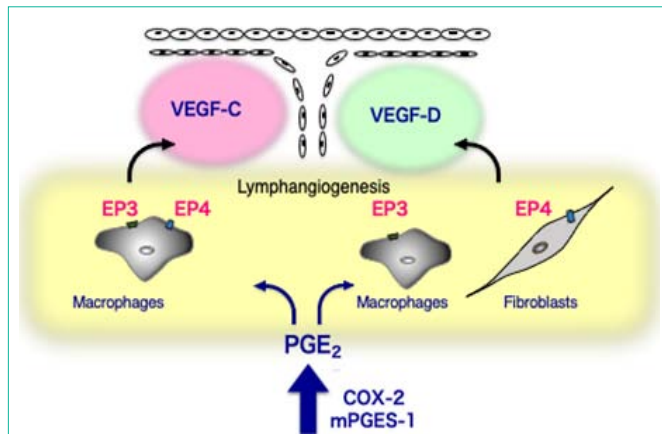 VEGF-C
VEGF-D
Lymphangiogenesis
EP3 EP4
EP3
EP4
Macrophages
Macrophages
Fibroblasts
PGE₂
COX-2
mPGES-1